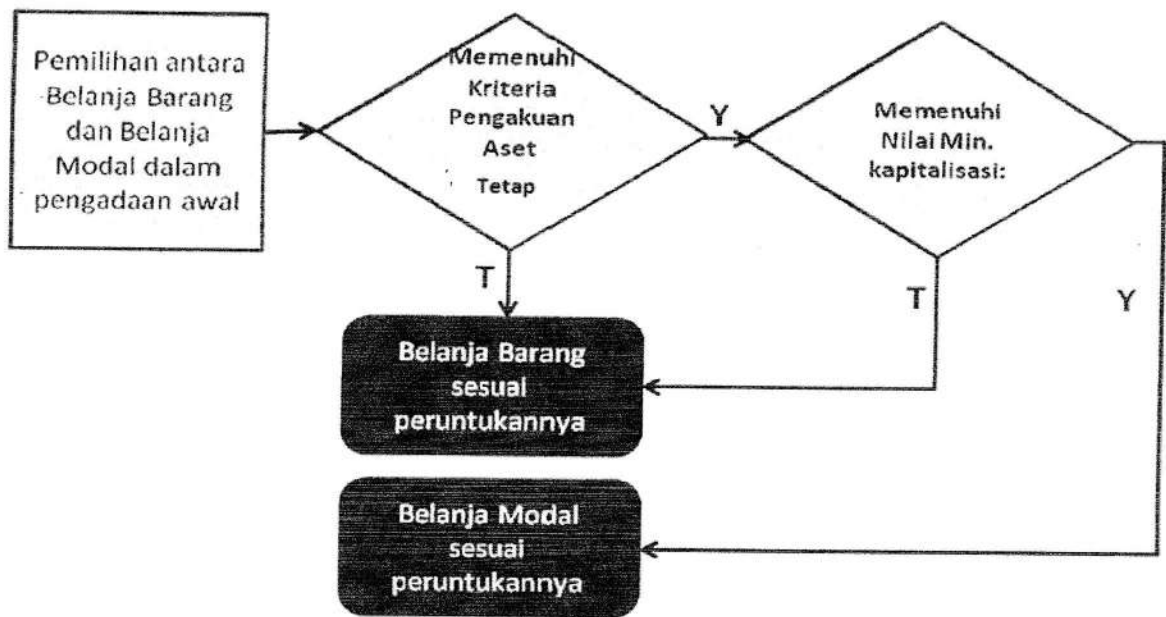 Pemilihan antara
Belanja Barang
dan Belanja
Modal dalam
pengadaan awal
Memenuhi
Kriteria
Pengakuan
Aset
Tetap
Y
Memenuhi
Nilai Min.
kapitalisasi:
T
T
Y
Belanja Barang
sesuai
peruntukannya
Belanja Modal
sesuai
peruntukannya